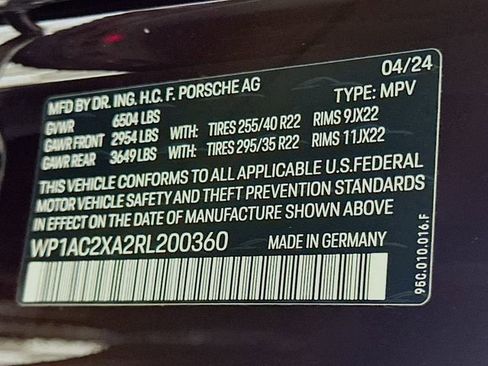 04/24
MFD BY DR. ING. H.C. F. PORSCHE AG
GVWR 6504 LBS TYPE: MPV
GAWR FRONT 2954 LBS WITH: TIRES 255/40 R22 RIMS 9JX22
GAWR REAR 3649 LBS WITH: TIRES 295/35 R22 RIMS 11JX22
THIS VEHICLE CONFORMS TO ALL APPLICABLE U.S.FEDERAL
MOTOR VEHICLE SAFETY AND THEFT PREVENTION STANDARDS
IN EFFECT ON THE DATE OF MANUFACTURE SHOWN ABOVE
WP1AC2XA2RL200360 MADE IN GERMANY
95C.010.016.F